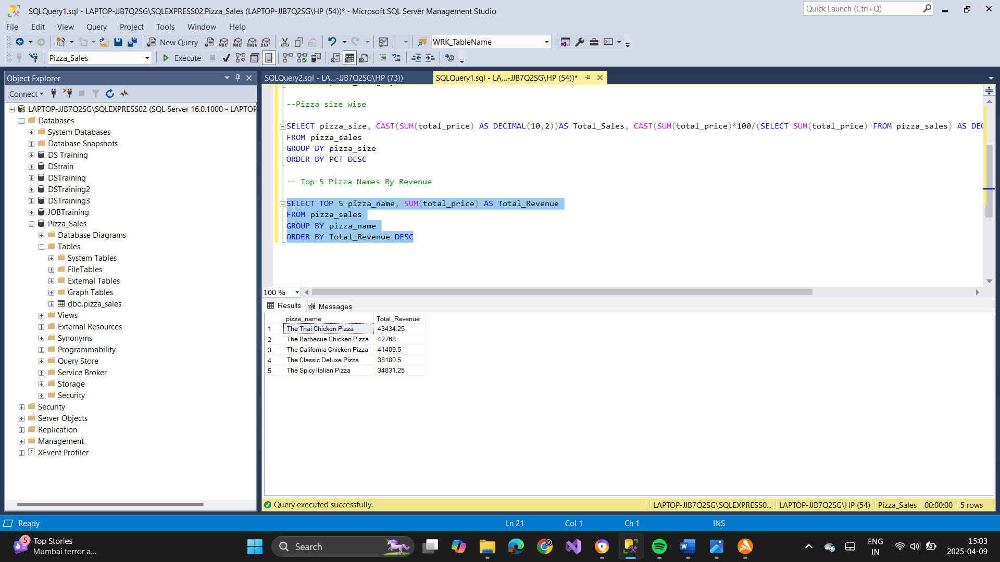 SQLQuery1.sql - LAPTOP-JJB7Q2SG\SQLEXPRESS02.Pizza_Sales (LAPTOP-JJB7Q2SG\HP (54))* - Microsoft SQL Server Management Studio
Quick Launch (Ctrl+Q)
File Edit View Query Project Tools Window Help
New Query
MDX
DMX
XMLA
DAX
WRK_TableName
Pizza_Sales
Execute
Object Explorer
Connect
LAPTOP-JJB7Q2SG\SQLEXPRESS02 (SQL Server 16.0.1000 - LAPTOP
Databases
System Databases
Database Snapshots
DS Training
DStrain
DSTraining
DSTraining2
DSTraining3
JOBTraining
Pizza_Sales
Database Diagrams
Tables
System Tables
FileTables
External Tables
Graph Tables
dbo.pizza_sales
Views
External Resources
Synonyms
Programmability
Query Store
Service Broker
Storage
Security
Security
Server Objects
Replication
Management
XEvent Profiler
SQLQuery2.sql - LA...-JJB7Q2SG\HP (73))
SQLQuery1.sql - LA...-JJB7Q2SG\HP (54))*
--Pizza size wise
SELECT pizza_size, CAST(SUM(total_price) AS DECIMAL(10,2))AS Total_Sales, CAST(SUM(total_price)*100/(SELECT SUM(total_price) FROM pizza_sales) AS DEC
FROM pizza_sales
GROUP BY pizza_size
ORDER BY PCT DESC
-- Top 5 Pizza Names By Revenue
SELECT TOP 5 pizza_name, SUM(total_price) AS Total_Revenue
FROM pizza_sales
GROUP BY pizza_name
ORDER BY Total_Revenue DESC
100 %
Results Messages
pizza_name Total_Revenue
1 The Thai Chicken Pizza 43434.25
2 The Barbecue Chicken Pizza 42768
3 The California Chicken Pizza 41409.5
4 The Classic Deluxe Pizza 38180.5
5 The Spicy Italian Pizza 34831.25
Query executed successfully.
LAPTOP-JJB7Q2SG\SQLEXPRESS0... LAPTOP-JJB7Q2SG\HP (54) Pizza_Sales 00:00:00 5 rows
Ready
Ln 21 Col 1 Ch 1 INS
5
Top Stories
Mumbai terror a...
Search
ENG
IN
15:03
2025-04-09